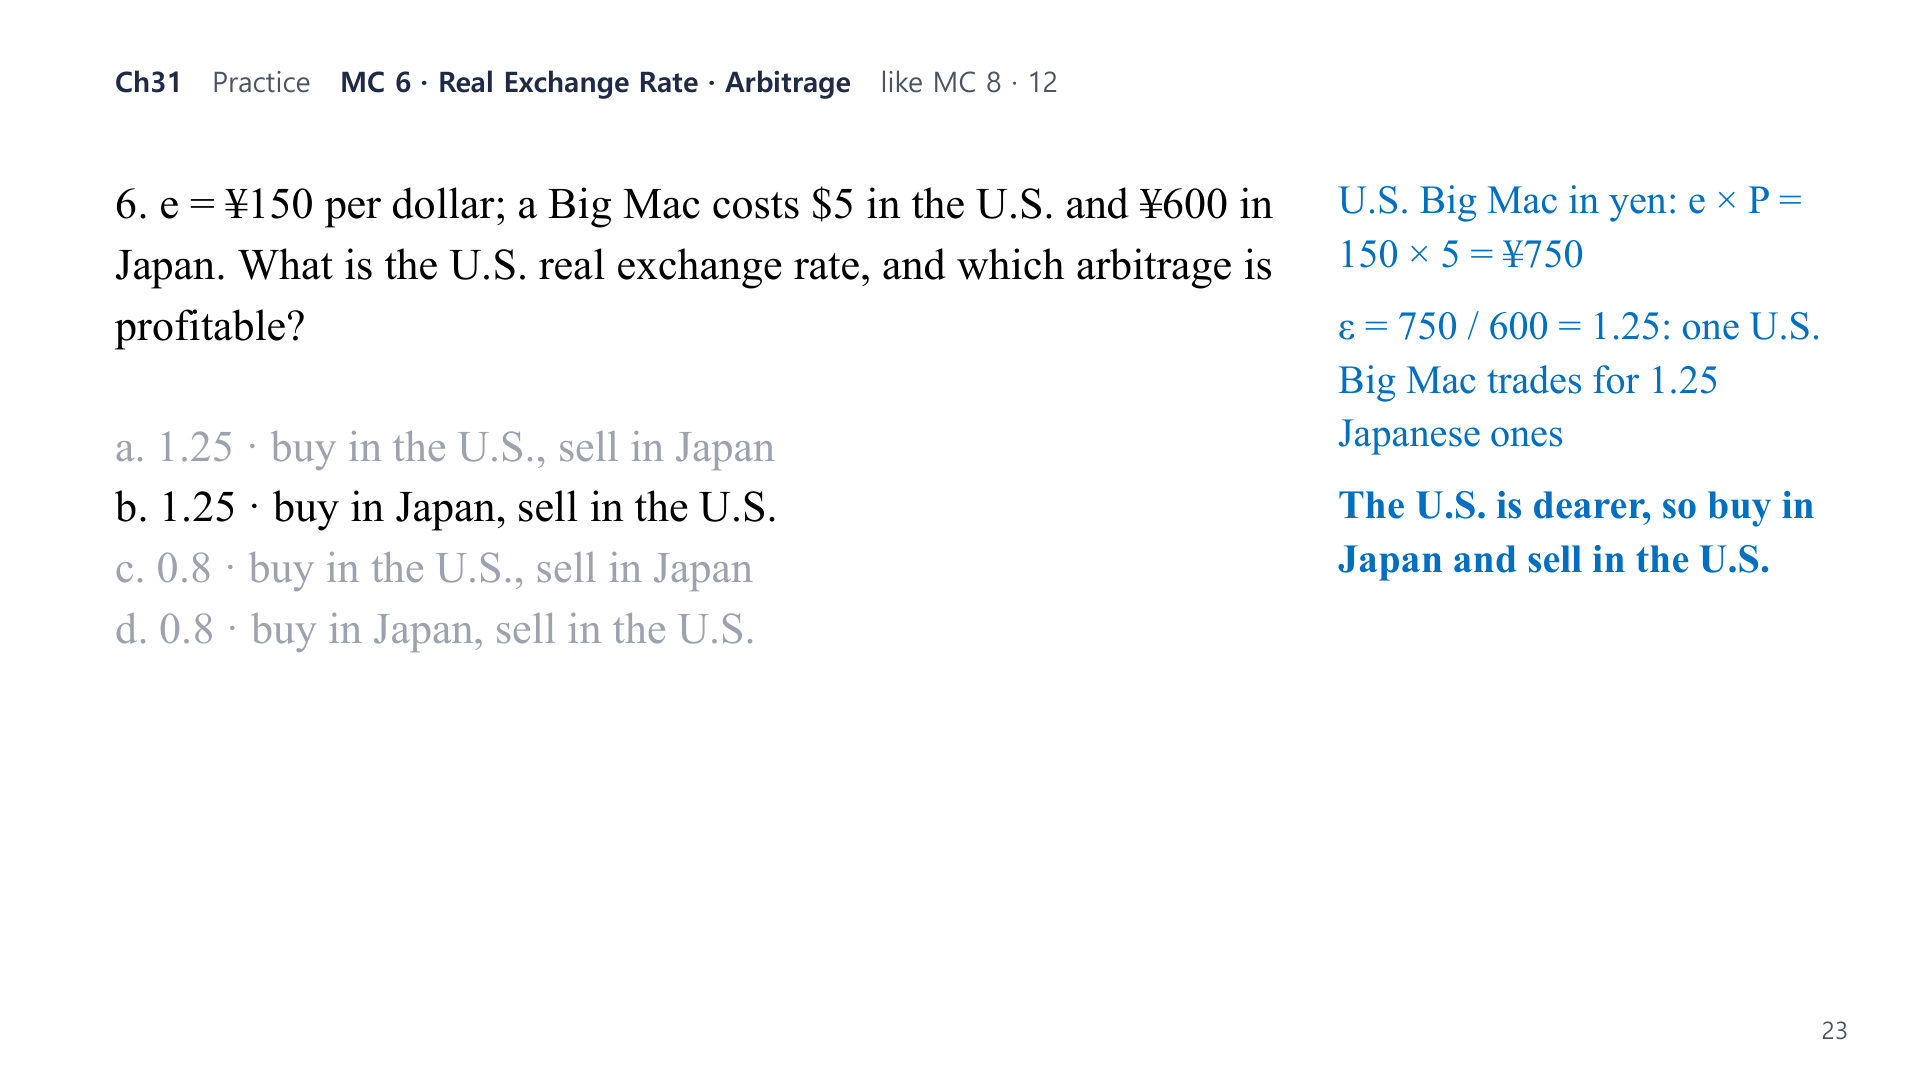 Ch31 Practice MC 6 · Real Exchange Rate · Arbitrage like MC 8 · 12
6. e = ¥150 per dollar; a Big Mac costs $5 in the U.S. and ¥600 in
Japan. What is the U.S. real exchange rate, and which arbitrage is
profitable?
a. 1.25 · buy in the U.S., sell in Japan
b. 1.25 · buy in Japan, sell in the U.S.
c. 0.8 · buy in the U.S., sell in Japan
d. 0.8 · buy in Japan, sell in the U.S.
U.S. Big Mac in yen: e × P =
150 × 5 = ¥750
ε = 750 / 600 = 1.25: one U.S.
Big Mac trades for 1.25
Japanese ones
The U.S. is dearer, so buy in
Japan and sell in the U.S.
23